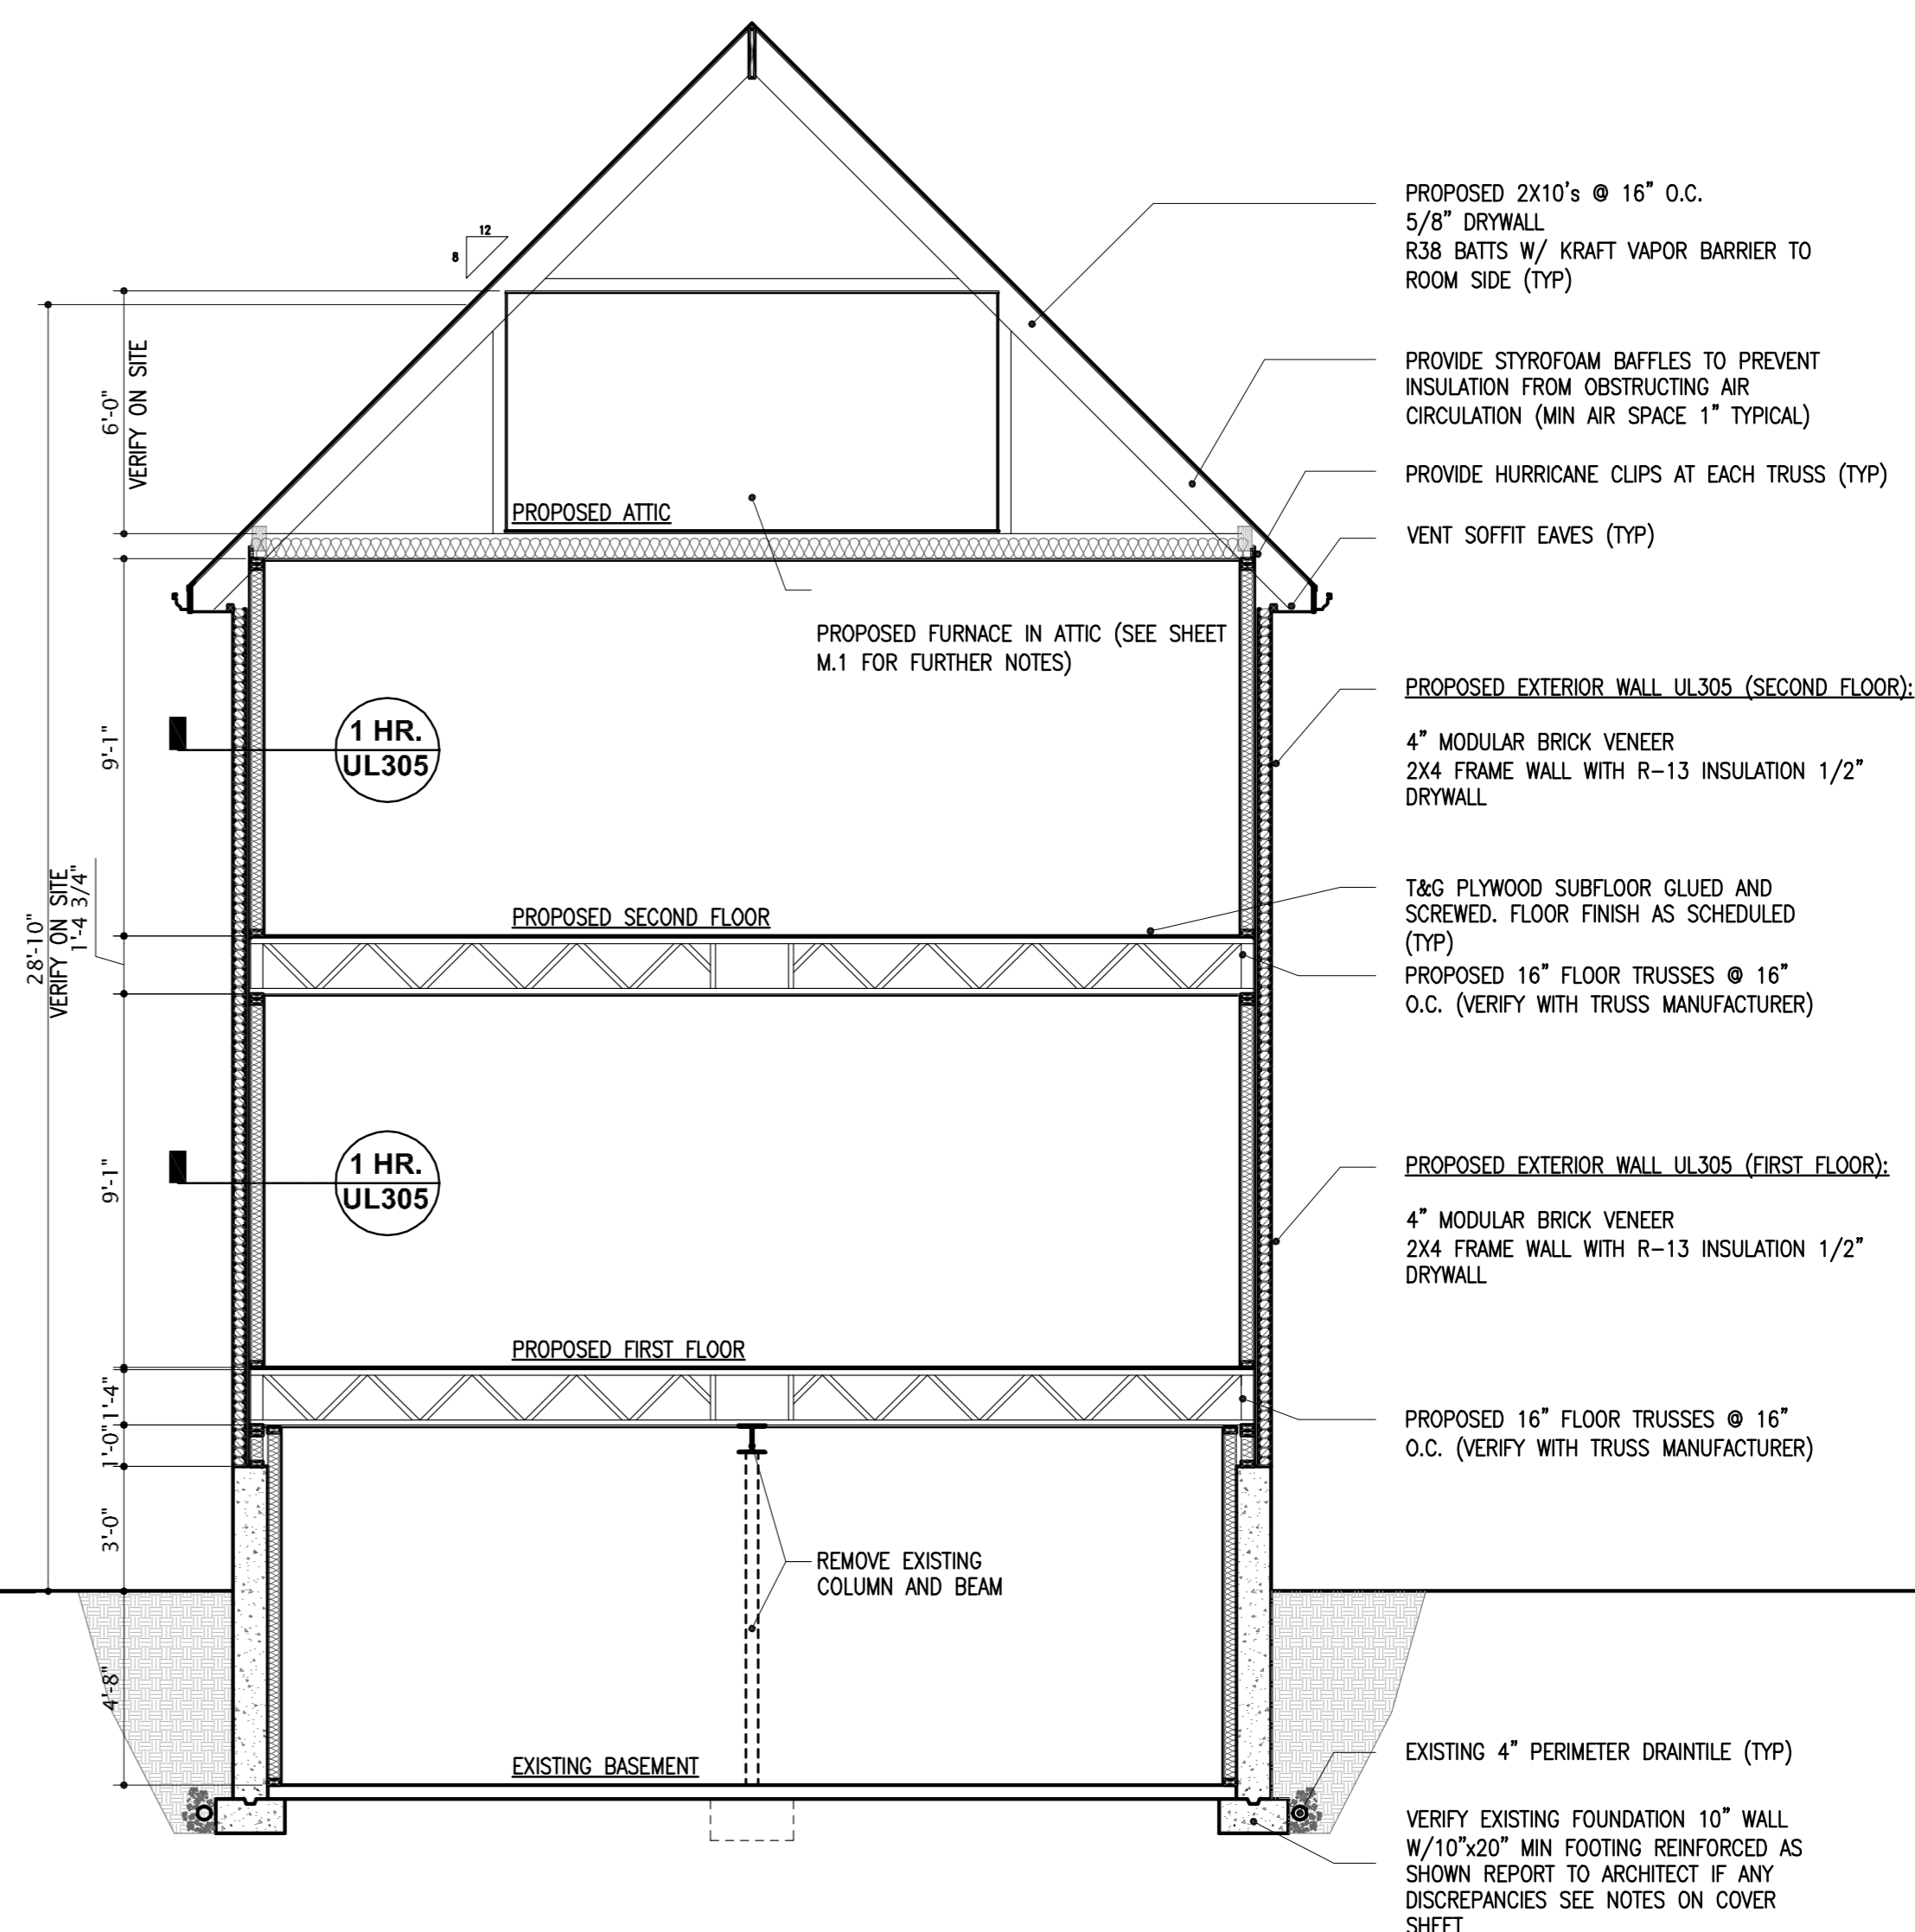 12
8
PROPOSED 2X10's @ 16" O.C.
5/8" DRYWALL
R38 BATTS W/ KRAFT VAPOR BARRIER TO
ROOM SIDE (TYP)
PROVIDE STYROFOAM BAFFLES TO PREVENT
INSULATION FROM OBSTRUCTING AIR
CIRCULATION (MIN AIR SPACE 1" TYPICAL)
PROVIDE HURRICANE CLIPS AT EACH TRUSS (TYP)
VENT SOFFIT EAVES (TYP)
6'-0"
VERIFY ON SITE
PROPOSED ATTIC
PROPOSED FURNACE IN ATTIC (SEE SHEET
M.1 FOR FURTHER NOTES)
PROPOSED EXTERIOR WALL UL305 (SECOND FLOOR):
4" MODULAR BRICK VENEER
2X4 FRAME WALL WITH R-13 INSULATION 1/2"
DRYWALL
9'-1"
1 HR.
UL305
PROPOSED SECOND FLOOR
T&G PLYWOOD SUBFLOOR GLUED AND
SCREWED. FLOOR FINISH AS SCHEDULED
(TYP)
PROPOSED 16" FLOOR TRUSSES @ 16"
O.C. (VERIFY WITH TRUSS MANUFACTURER)
28'-10"
VERIFY ON SITE
1'-4 3/4"
9'-1"
1 HR.
UL305
PROPOSED EXTERIOR WALL UL305 (FIRST FLOOR):
4" MODULAR BRICK VENEER
2X4 FRAME WALL WITH R-13 INSULATION 1/2"
DRYWALL
PROPOSED FIRST FLOOR
1'-4"
1'-0"
PROPOSED 16" FLOOR TRUSSES @ 16"
O.C. (VERIFY WITH TRUSS MANUFACTURER)
3'-0"
REMOVE EXISTING
COLUMN AND BEAM
4'-8"
EXISTING BASEMENT
EXISTING 4" PERIMETER DRAINTILE (TYP)
VERIFY EXISTING FOUNDATION 10" WALL
W/10"x20" MIN FOOTING REINFORCED AS
SHOWN REPORT TO ARCHITECT IF ANY
DISCREPANCIES SEE NOTES ON COVER
SHEET